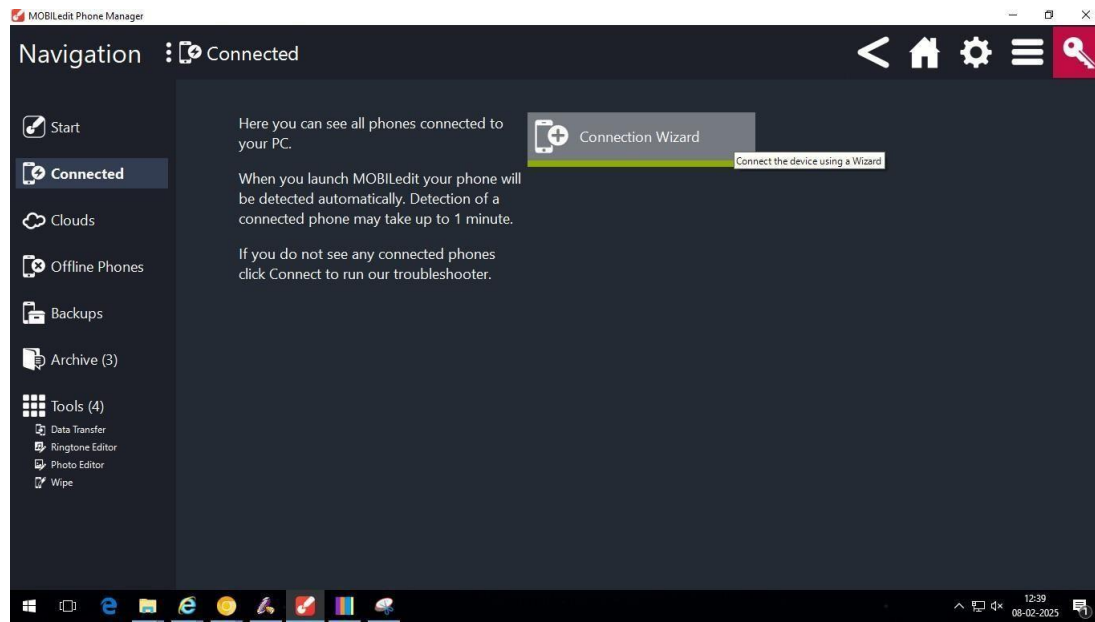 MOBILedit Phone Manager
Navigation
Connected
Start
Connected
Clouds
Offline Phones
Backups
Archive (3)
Tools (4)
Data Transfer
Ringtone Editor
Photo Editor
Wipe
Here you can see all phones connected to
your PC.
When you launch MOBILedit your phone will
be detected automatically. Detection of a
connected phone may take up to 1 minute.
If you do not see any connected phones
click Connect to run our troubleshooter.
Connection Wizard
Connect the device using a Wizard
12:39
08-02-2025
1